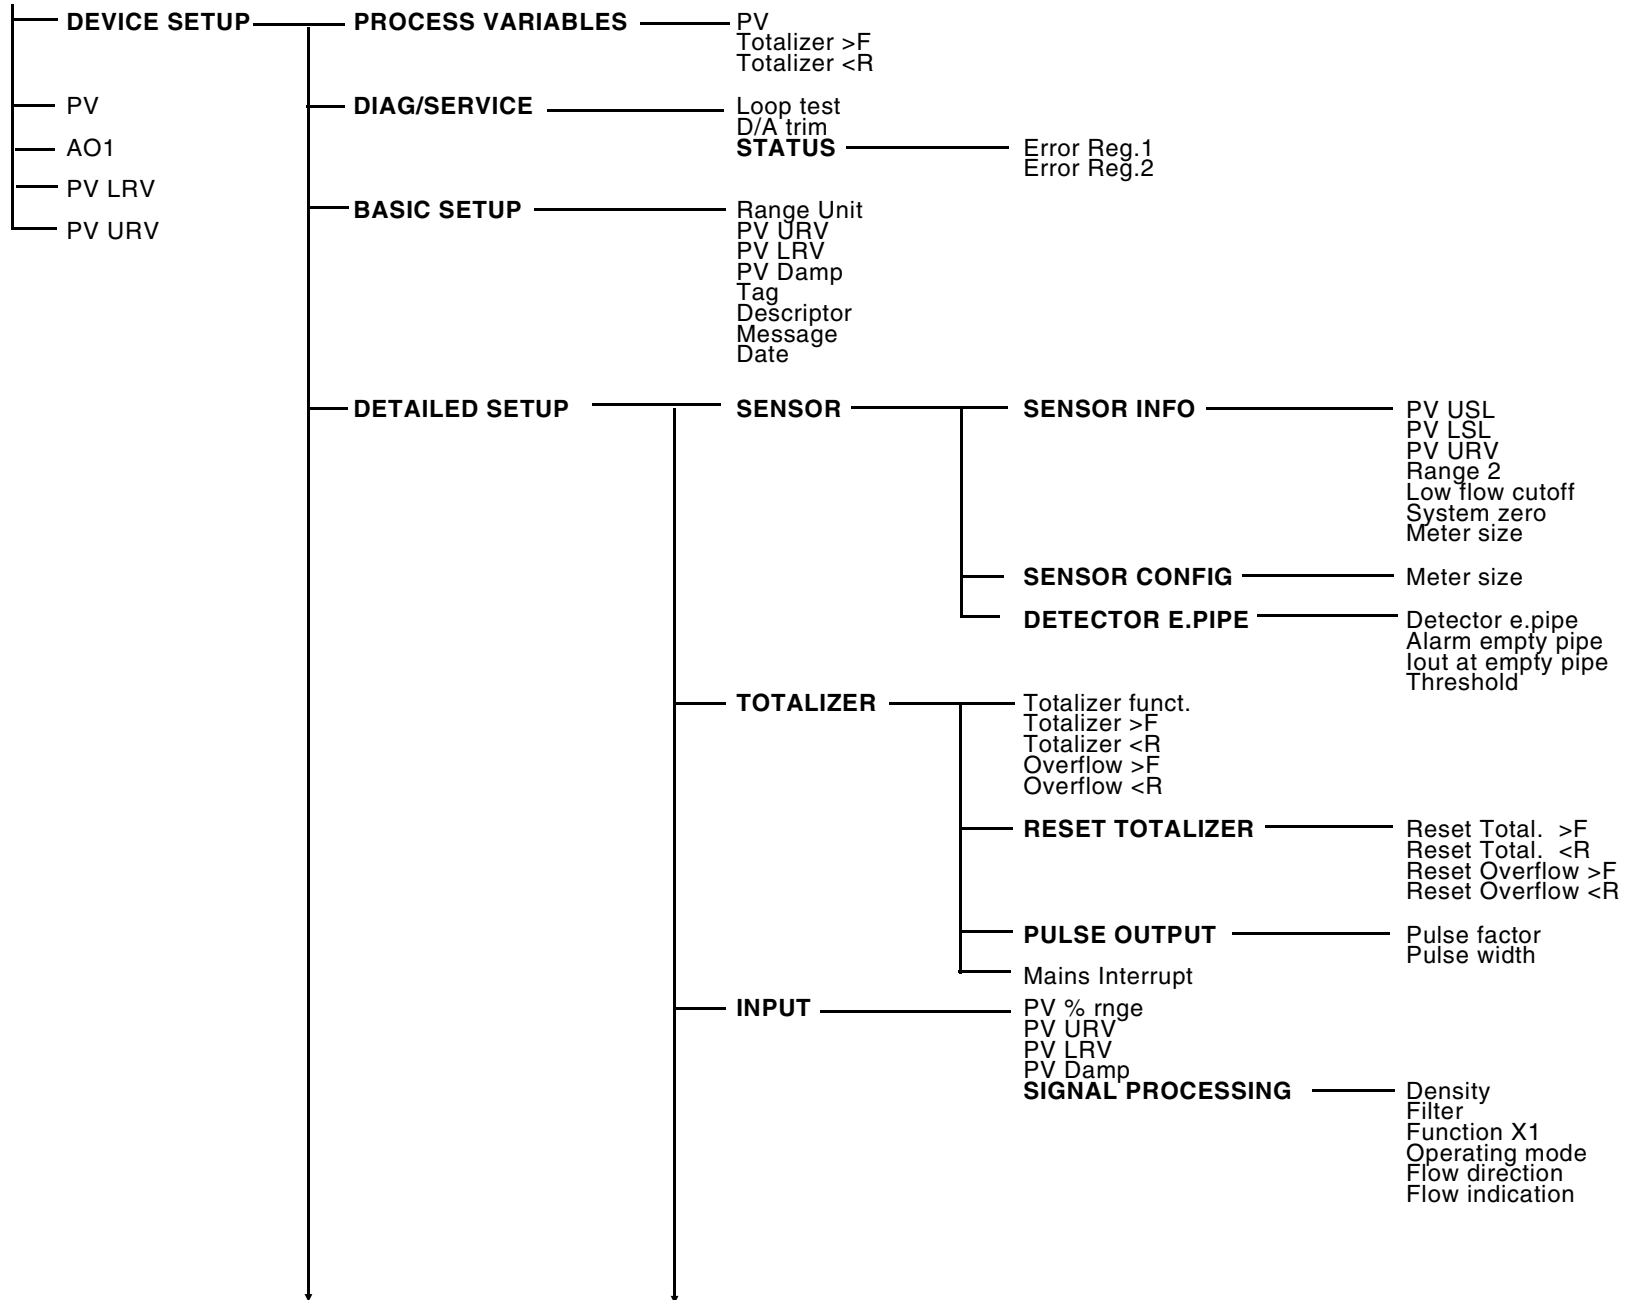 DEVICE SETUP
PV
AO1
PV LRV
PV URV
PROCESS VARIABLES
PV
Totalizer >F
Totalizer <R
DIAG/SERVICE
Loop test
D/A trim
STATUS
Error Reg.1
Error Reg.2
BASIC SETUP
Range Unit
PV URV
PV LRV
PV Damp
Tag
Descriptor
Message
Date
DETAILED SETUP
SENSOR
SENSOR INFO
PV USL
PV LSL
PV URV
Range 2
Low flow cutoff
System zero
Meter size
SENSOR CONFIG
Meter size
DETECTOR E.PIPE
Detector e.pipe
Alarm empty pipe
Iout at empty pipe
Threshold
TOTALIZER
Totalizer funct.
Totalizer >F
Totalizer <R
Overflow >F
Overflow <R
RESET TOTALIZER
Reset Total. >F
Reset Total. <R
Reset Overflow >F
Reset Overflow <R
PULSE OUTPUT
Pulse factor
Pulse width
Mains Interrupt
INPUT
PV % rnge
PV URV
PV LRV
PV Damp
SIGNAL PROCESSING
Density
Filter
Function X1
Operating mode
Flow direction
Flow indication